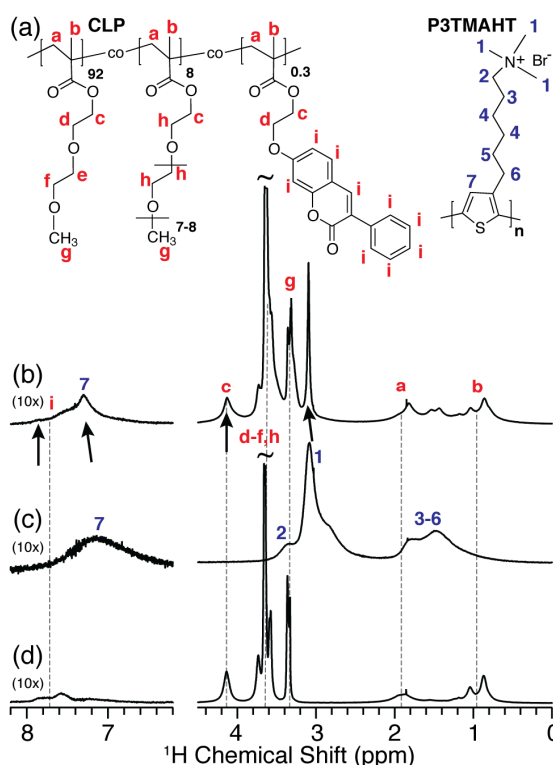 (a) CLP P3TMAHT
a b co a b co a b
92 8 0.3
O O O O O O
d c h c d c
O O O
i i
e h h i i
f O O O O i
O O i i
CH3 7-8 CH3 i i
g g
1
1 N+ Br-
1
2
3
4
4
5
7 6
S n
g
(b) i 7 c a b
(10x)
d-f,h
~
~
1
(c) 7 2 3-6
(10x)
(d)
(10x)
8 7 4 3 2 1 0
1H Chemical Shift (ppm)